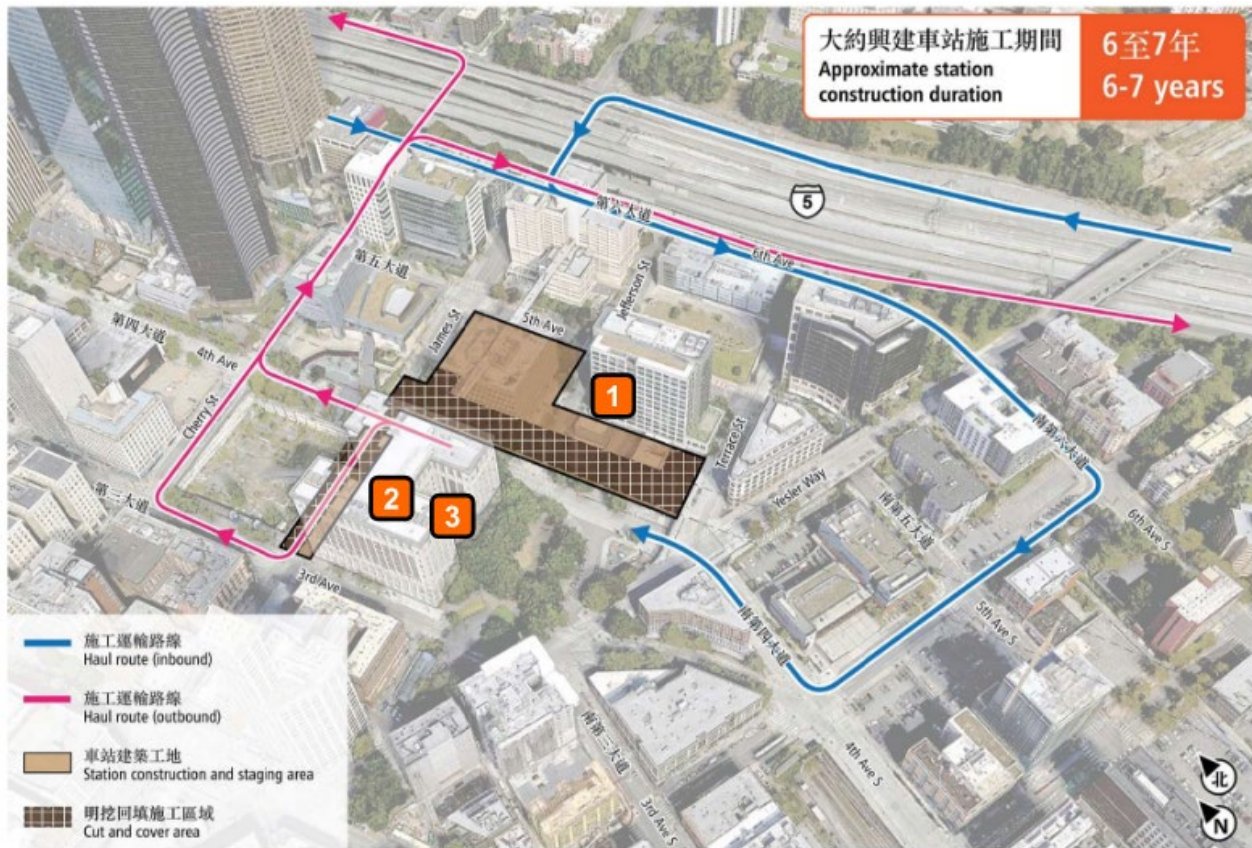 大約興建車站施工期間
Approximate station
construction duration
6至7年
6-7 years
5
第六大道
6th Ave
第五大道
James St
5th Ave
Jefferson St
第四大道
4th Ave
Cherry St
1
Terrace St
南第六大道
第三大道
2
3
Yesler Way
南第五大道
6th Ave S
3rd Ave
南第四大道
5th Ave S
施工運輸路線
Haul route (inbound)
施工運輸路線
Haul route (outbound)
車站建築工地
Station construction and staging area
明挖回填施工區域
Cut and cover area
南第三大道
3rd Ave S
4th Ave S
北
N